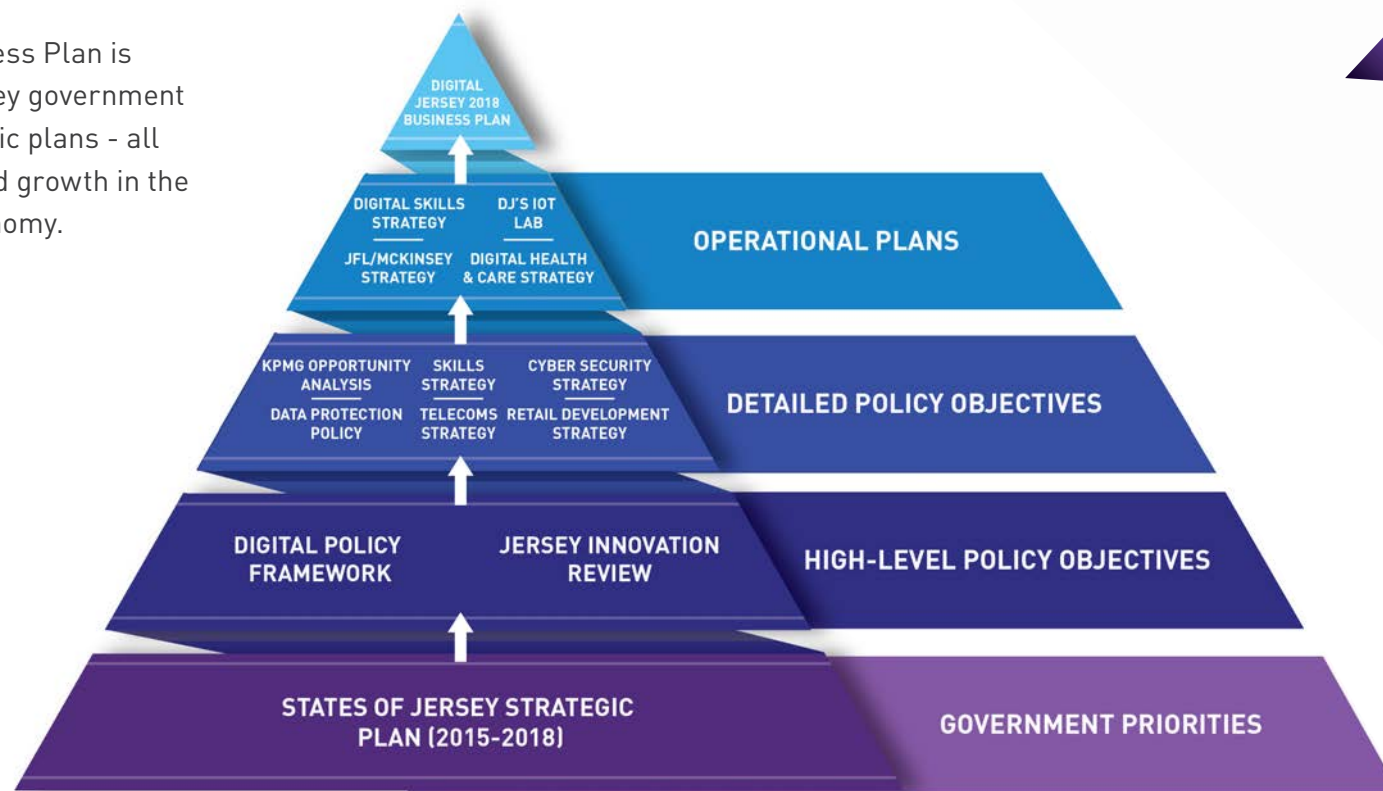 ess Plan is
ey government
ic plans - all
d growth in the
nomy.
DIGITAL
JERSEY 2018
BUSINESS PLAN
DIGITAL SKILLS
STRATEGY
DJ'S IOT
LAB
JFL/MCKINSEY
STRATEGY
DIGITAL HEALTH
& CARE STRATEGY
OPERATIONAL PLANS
KPMG OPPORTUNITY
ANALYSIS
SKILLS
STRATEGY
CYBER SECURITY
STRATEGY
DATA PROTECTION
POLICY
TELECOMS
STRATEGY
RETAIL DEVELOPMENT
STRATEGY
DETAILED POLICY OBJECTIVES
DIGITAL POLICY
FRAMEWORK
JERSEY INNOVATION
REVIEW
HIGH-LEVEL POLICY OBJECTIVES
STATES OF JERSEY STRATEGIC
PLAN (2015-2018)
GOVERNMENT PRIORITIES